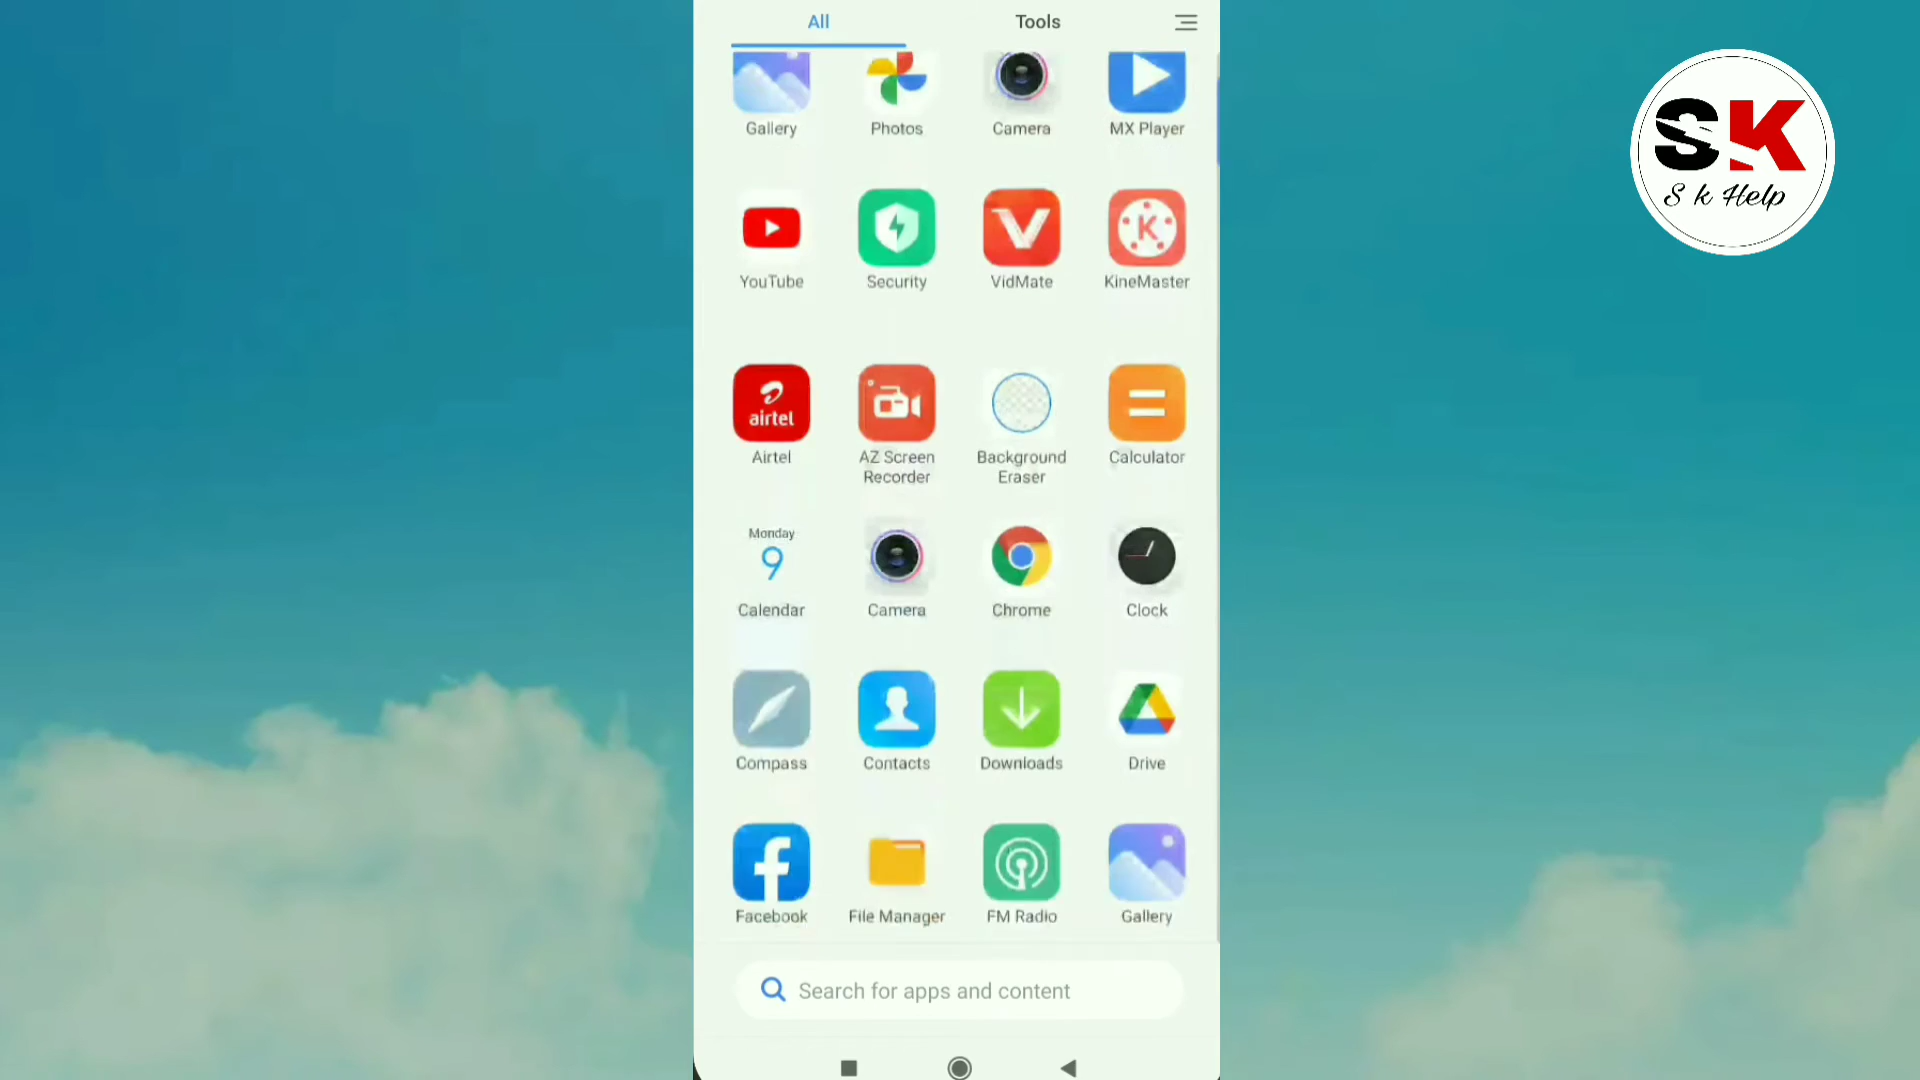 All Tools
Gallery Photos Camera MX Player
YouTube Security VidMate KineMaster
airtel
Airtel AZ Screen Recorder Background Eraser Calculator
Monday
9
Calendar Camera Chrome Clock
Compass Contacts Downloads Drive
Facebook File Manager FM Radio Gallery
Search for apps and content
SK
S k Help